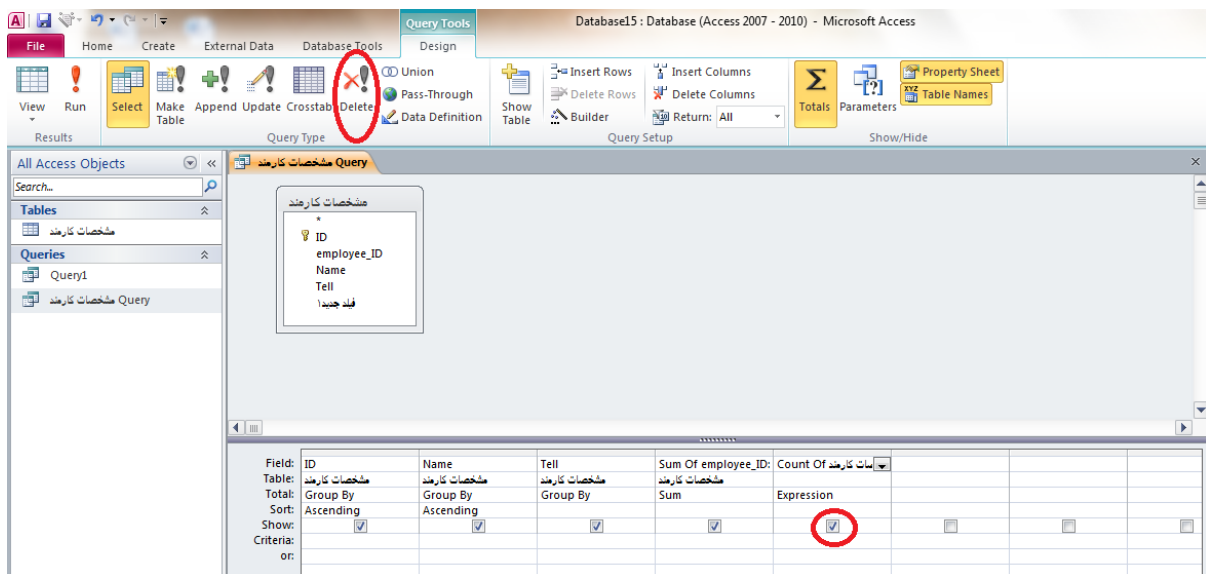 Query Tools
Database15 : Database (Access 2007 - 2010) - Microsoft Access
File Home Create External Data Database Tools Design
View Run Select Make Table Append Update Crosstab Delete
Union
Pass-Through
Data Definition
Show Table
Insert Rows
Delete Rows
Builder
Insert Columns
Delete Columns
Return: All
Totals Parameters
Property Sheet
Table Names
Results Query Type Query Setup Show/Hide
All Access Objects
Search...
Tables
مشخصات کارمند
Queries
Query1
مشخصات کارمند Query
مشخصات کارمند Query
مشخصات کارمند
*
ID
employee_ID
Name
Tell
فیلد جدید۱
Field: ID Name Tell Sum Of employee_ID: Count Of کارمند
Table: مشخصات کارمند مشخصات کارمند مشخصات کارمند مشخصات کارمند
Total: Group By Group By Group By Sum Expression
Sort: Ascending Ascending
Show:
Criteria:
or: